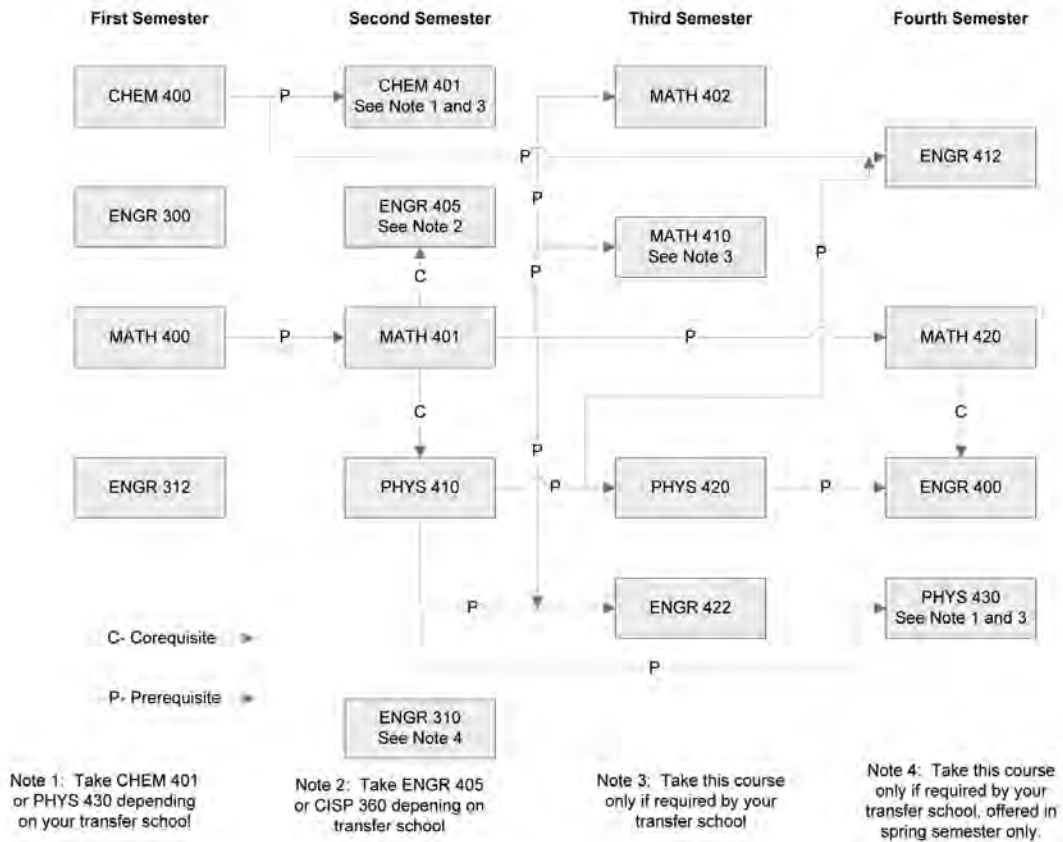 First Semester
Second Semester
Third Semester
Fourth Semester
CHEM 400
P
CHEM 401
See Note 1 and 3
MATH 402
P
ENGR 412
ENGR 300
ENGR 405
See Note 2
P
MATH 410
See Note 3
P
C
P
MATH 400
P
MATH 401
P
MATH 420
C
C
P
ENGR 312
PHYS 410
P
PHYS 420
P
ENGR 400
P
ENGR 422
PHYS 430
See Note 1 and 3
C- Corequisite
P
P- Prerequisite
ENGR 310
See Note 4
Note 1: Take CHEM 401
or PHYS 430 depending
on your transfer school
Note 2: Take ENGR 405
or CISP 360 depening on
transfer school
Note 3: Take this course
only if required by your
transfer school
Note 4: Take this course
only if required by your
transfer school, offered in
spring semester only.